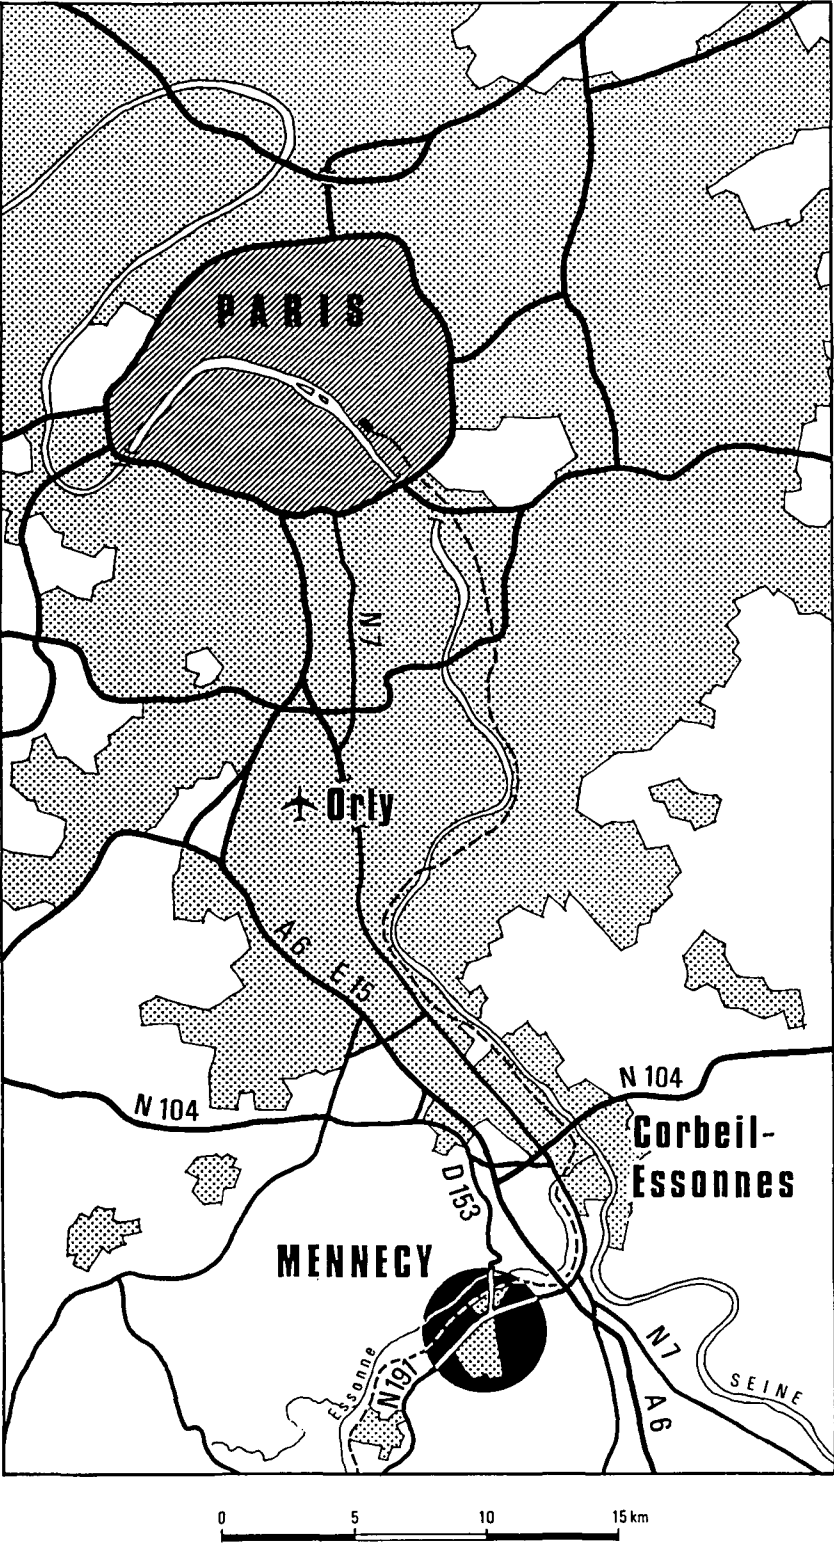 PARIS
N 7
Orly
A 6 E 15
N 104
N 104
Corbeil-
Essonnes
D 153
MENNECY
N 7
Essonne
N 191
SEINE
A 6
0 5 10 15 km